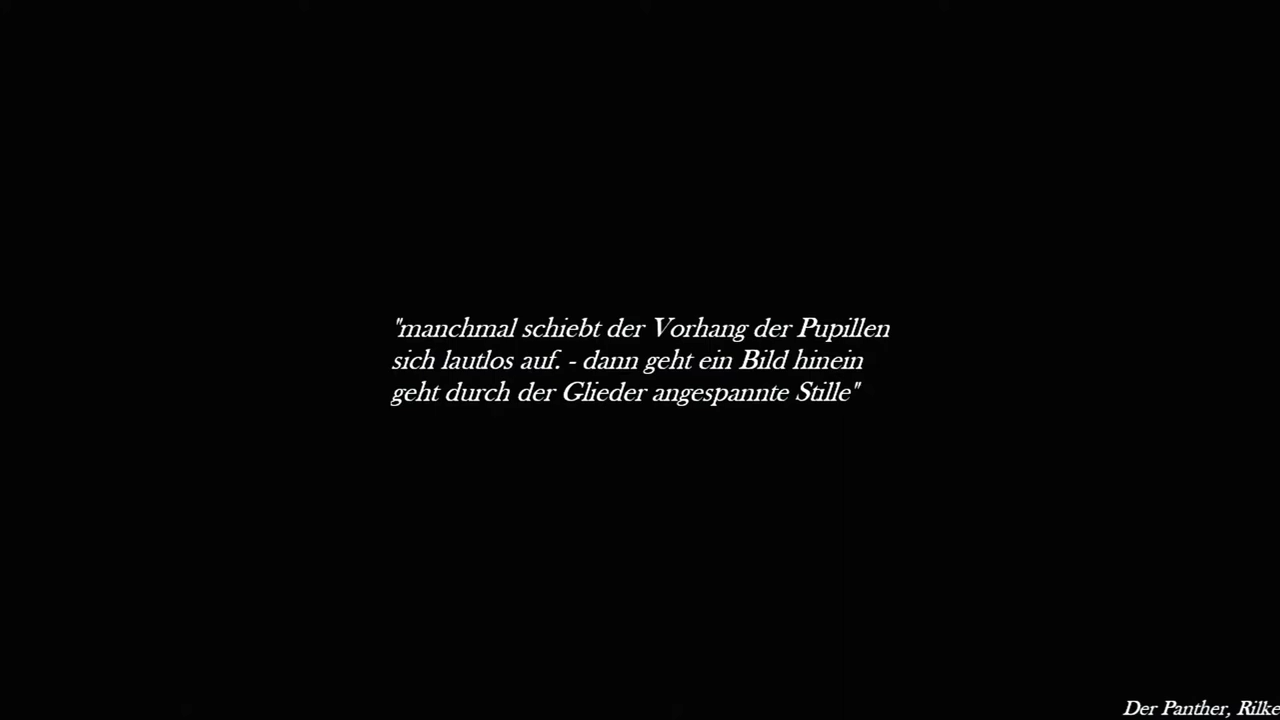 "manchmal schiebt der Vorhang der Pupillen
sich lautlos auf. - dann geht ein Bild hinein
geht durch der Glieder angespannte Stille"
Der Panther, Rilke